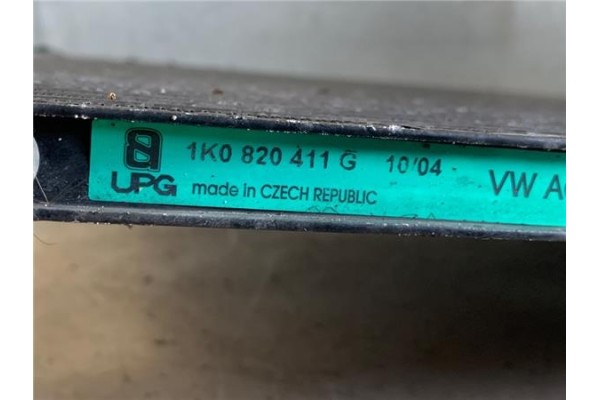 1K0 820 411 G 10/04 VW A
UPG made in CZECH REPUBLIC